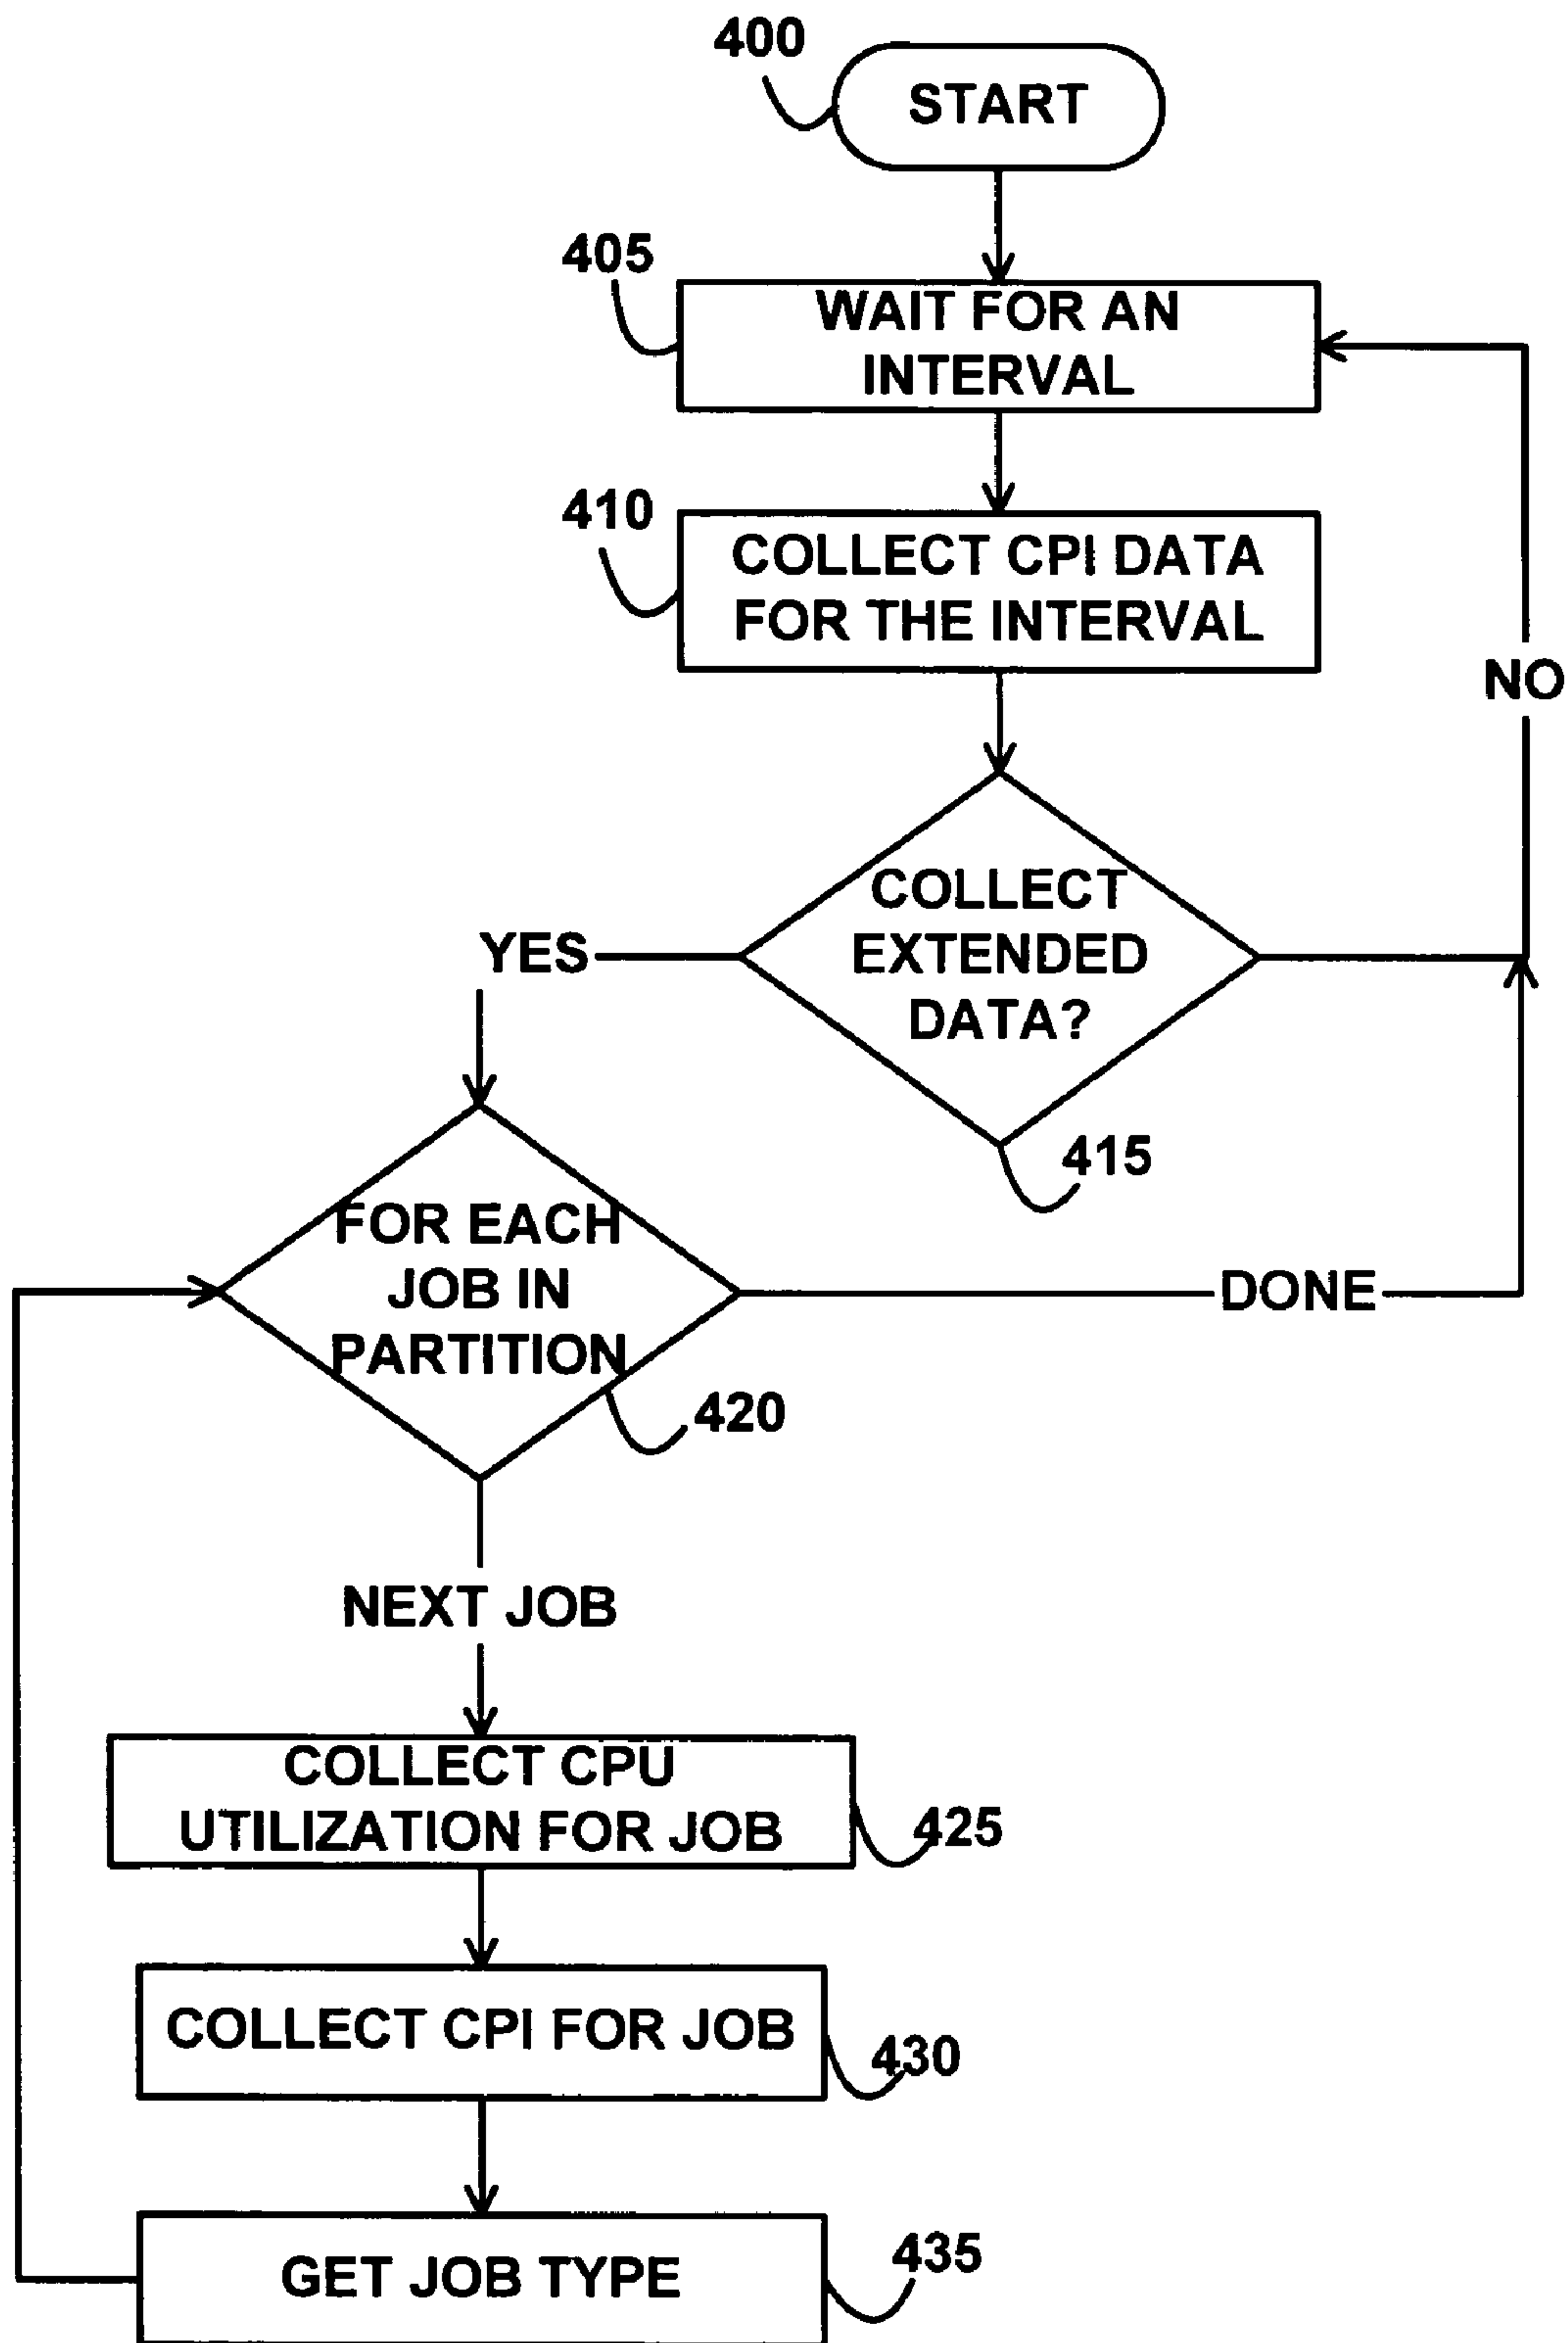 400
START
405
WAIT FOR AN
INTERVAL
410
COLLECT CPI DATA
FOR THE INTERVAL
NO
COLLECT
EXTENDED
DATA?
YES
415
FOR EACH
JOB IN
PARTITION
DONE
420
NEXT JOB
COLLECT CPU
UTILIZATION FOR JOB
425
COLLECT CPI FOR JOB
430
GET JOB TYPE
435